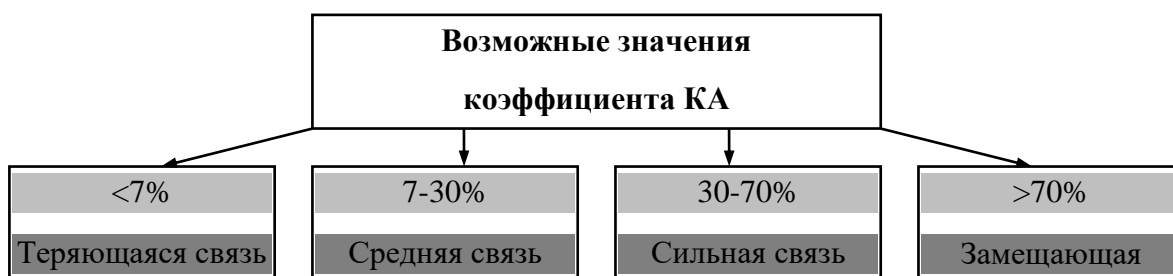 Возможные значения
коэффициента КА
<7%
7-30%
30-70%
>70%
Теряющаяся связь
Средняя связь
Сильная связь
Замещающая